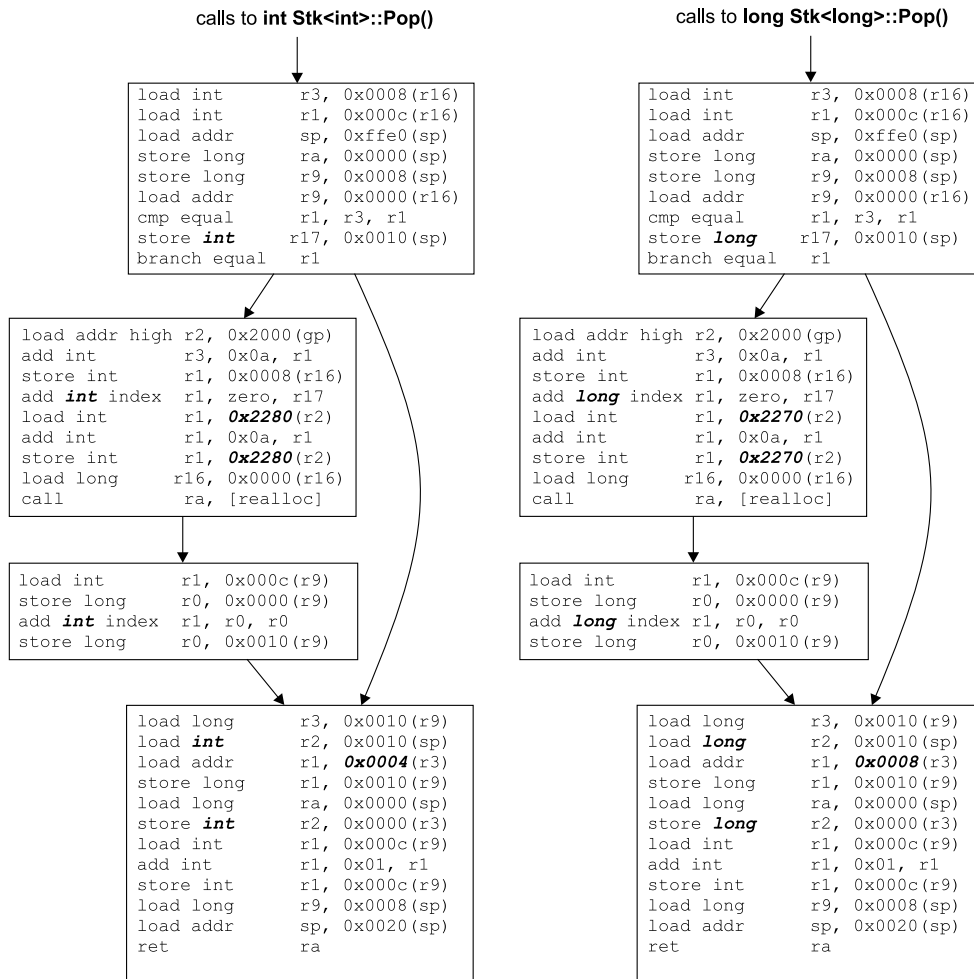 calls to int Stk<int>::Pop()
load int r3, 0x0008(r16)
load int r1, 0x000c(r16)
load addr sp, 0xffe0(sp)
store long ra, 0x0000(sp)
store long r9, 0x0008(sp)
load addr r9, 0x0000(r16)
cmp equal r1, r3, r1
store int r17, 0x0010(sp)
branch equal r1
load addr high r2, 0x2000(gp)
add int r3, 0x0a, r1
store int r1, 0x0008(r16)
add int index r1, zero, r17
load int r1, 0x2280(r2)
add int r1, 0x0a, r1
store int r1, 0x2280(r2)
load long r16, 0x0000(r16)
call ra, [realloc]
load int r1, 0x000c(r9)
store long r0, 0x0000(r9)
add int index r1, r0, r0
store long r0, 0x0010(r9)
load long r3, 0x0010(r9)
load int r2, 0x0010(sp)
load addr r1, 0x0004(r3)
store long r1, 0x0010(r9)
load long ra, 0x0000(sp)
store int r2, 0x0000(r3)
load int r1, 0x000c(r9)
add int r1, 0x01, r1
store int r1, 0x000c(r9)
load long r9, 0x0008(sp)
load addr sp, 0x0020(sp)
ret ra
calls to long Stk<long>::Pop()
load int r3, 0x0008(r16)
load int r1, 0x000c(r16)
load addr sp, 0xffe0(sp)
store long ra, 0x0000(sp)
store long r9, 0x0008(sp)
load addr r9, 0x0000(r16)
cmp equal r1, r3, r1
store long r17, 0x0010(sp)
branch equal r1
load addr high r2, 0x2000(gp)
add int r3, 0x0a, r1
store int r1, 0x0008(r16)
add long index r1, zero, r17
load int r1, 0x2270(r2)
add int r1, 0x0a, r1
store int r1, 0x2270(r2)
load long r16, 0x0000(r16)
call ra, [realloc]
load int r1, 0x000c(r9)
store long r0, 0x0000(r9)
add long index r1, r0, r0
store long r0, 0x0010(r9)
load long r3, 0x0010(r9)
load long r2, 0x0010(sp)
load addr r1, 0x0008(r3)
store long r1, 0x0010(r9)
load long ra, 0x0000(sp)
store long r2, 0x0000(r3)
load int r1, 0x000c(r9)
add int r1, 0x01, r1
store int r1, 0x000c(r9)
load long r9, 0x0008(sp)
load addr sp, 0x0020(sp)
ret ra